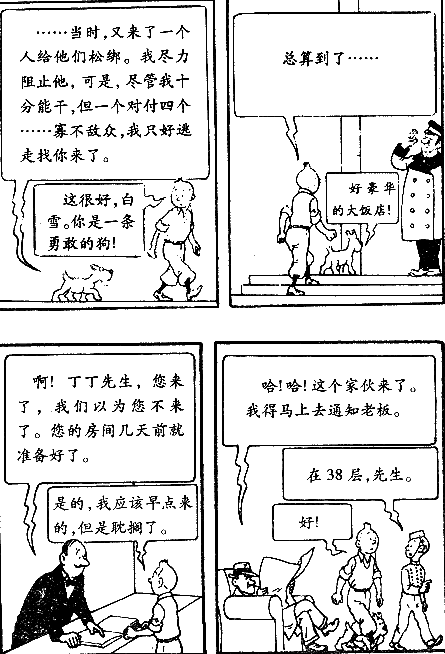 ……当时,又来了一个
人给他们松绑。我尽力
阻止他,可是,尽管我十
分能干,但一个对付四个
……寡不敌众,我只好逃
走找你来了。
这很好,白
雪。你是一条
勇敢的狗!
总算到了……
好豪华
的大饭店!
啊!丁丁先生,您来
了,我们以为您不来
了。您的房间几天前就
准备好了。
是的,我应该早点来
的,但是耽搁了。
哈!哈!这个家伙来了。
我得马上去通知老板。
在38层,先生。
好!